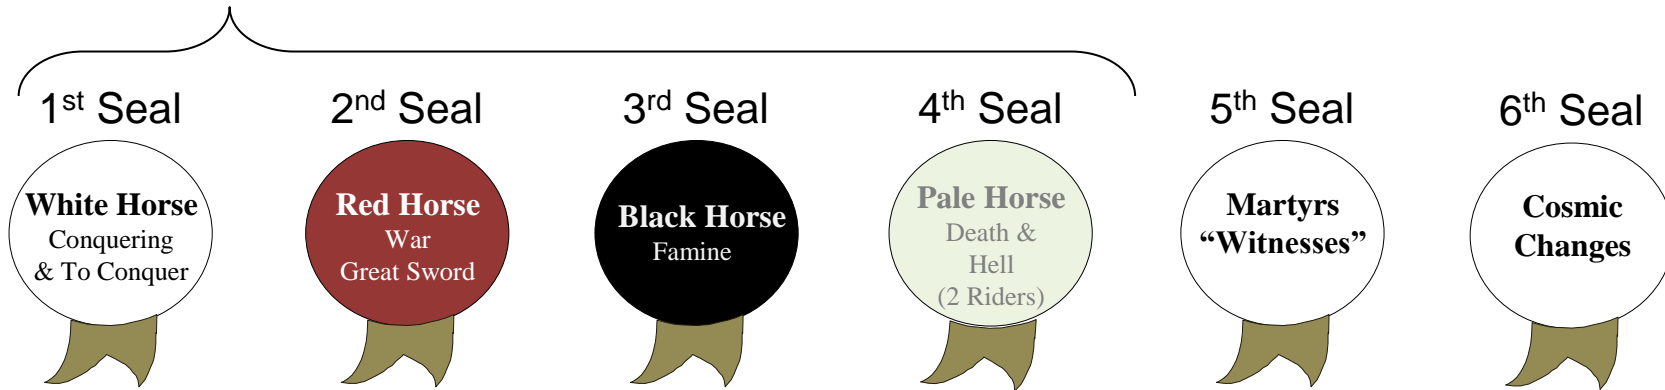 1st Seal
2nd Seal
3rd Seal
4th Seal
5th Seal
6th Seal
White Horse
Conquering
& To Conquer
Red Horse
War
Great Sword
Black Horse
Famine
Pale Horse
Death &
Hell
(2 Riders)
Martyrs
“Witnesses”
Cosmic
Changes